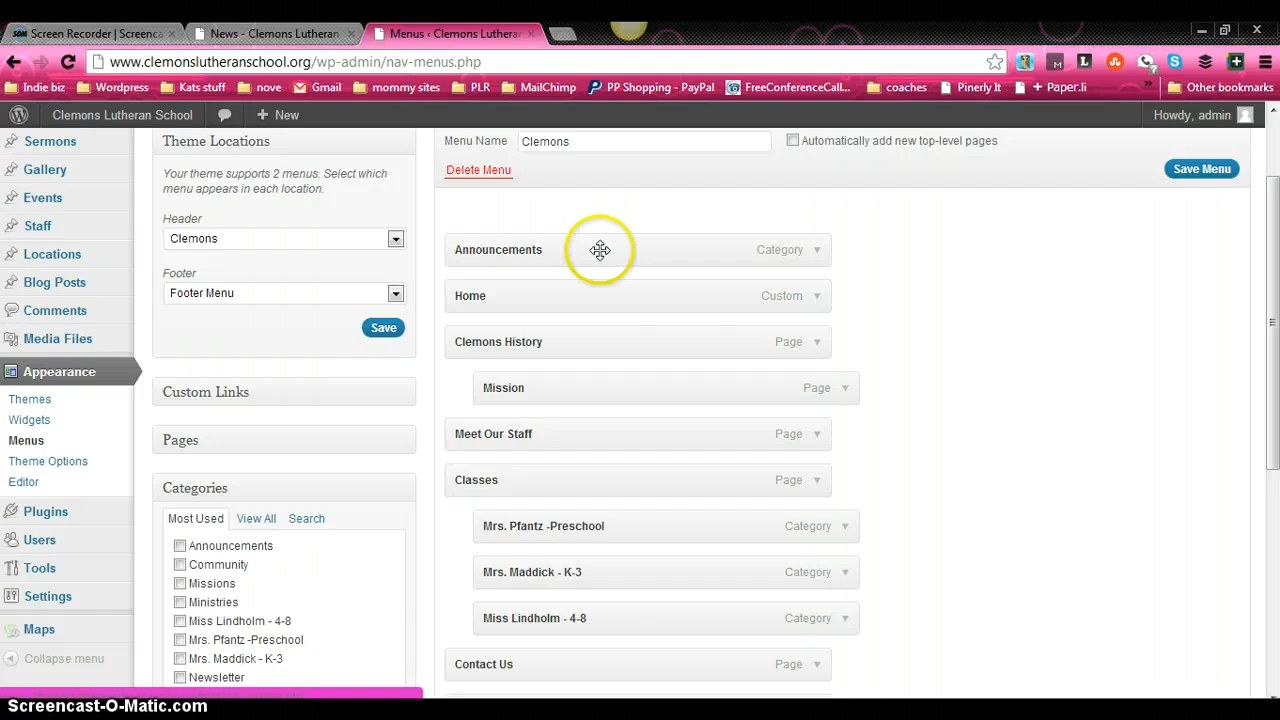 Screen Recorder | Screenca
News - Clemons Lutheran
Menus ‹ Clemons Lutheran
www.clemonslutheranschool.org/wp-admin/nav-menus.php
Indie biz
Wordpress
Kats stuff
nove
Gmail
mommy sites
PLR
MailChimp
PP Shopping - PayPal
FreeConferenceCall...
coaches
Pinerly It
+ Paper.li
Other bookmarks
Clemons Lutheran School
+ New
Howdy, admin
Sermons
Gallery
Events
Staff
Locations
Blog Posts
Comments
Media Files
Appearance
Themes
Widgets
Menus
Theme Options
Editor
Plugins
Users
Tools
Settings
Maps
Collapse menu
Theme Locations
Your theme supports 2 menus. Select which
menu appears in each location.
Header
Clemons
Footer
Footer Menu
Save
Custom Links
Pages
Categories
Most Used View All Search
Announcements
Community
Missions
Ministries
Miss Lindholm - 4-8
Mrs. Pfantz -Preschool
Mrs. Maddick - K-3
Newsletter
Menu Name Clemons
Automatically add new top-level pages
Delete Menu
Save Menu
Announcements Category
Home Custom
Clemons History Page
Mission Page
Meet Our Staff Page
Classes Page
Mrs. Pfantz -Preschool Category
Mrs. Maddick - K-3 Category
Miss Lindholm - 4-8 Category
Contact Us Page
Screencast-O-Matic.com